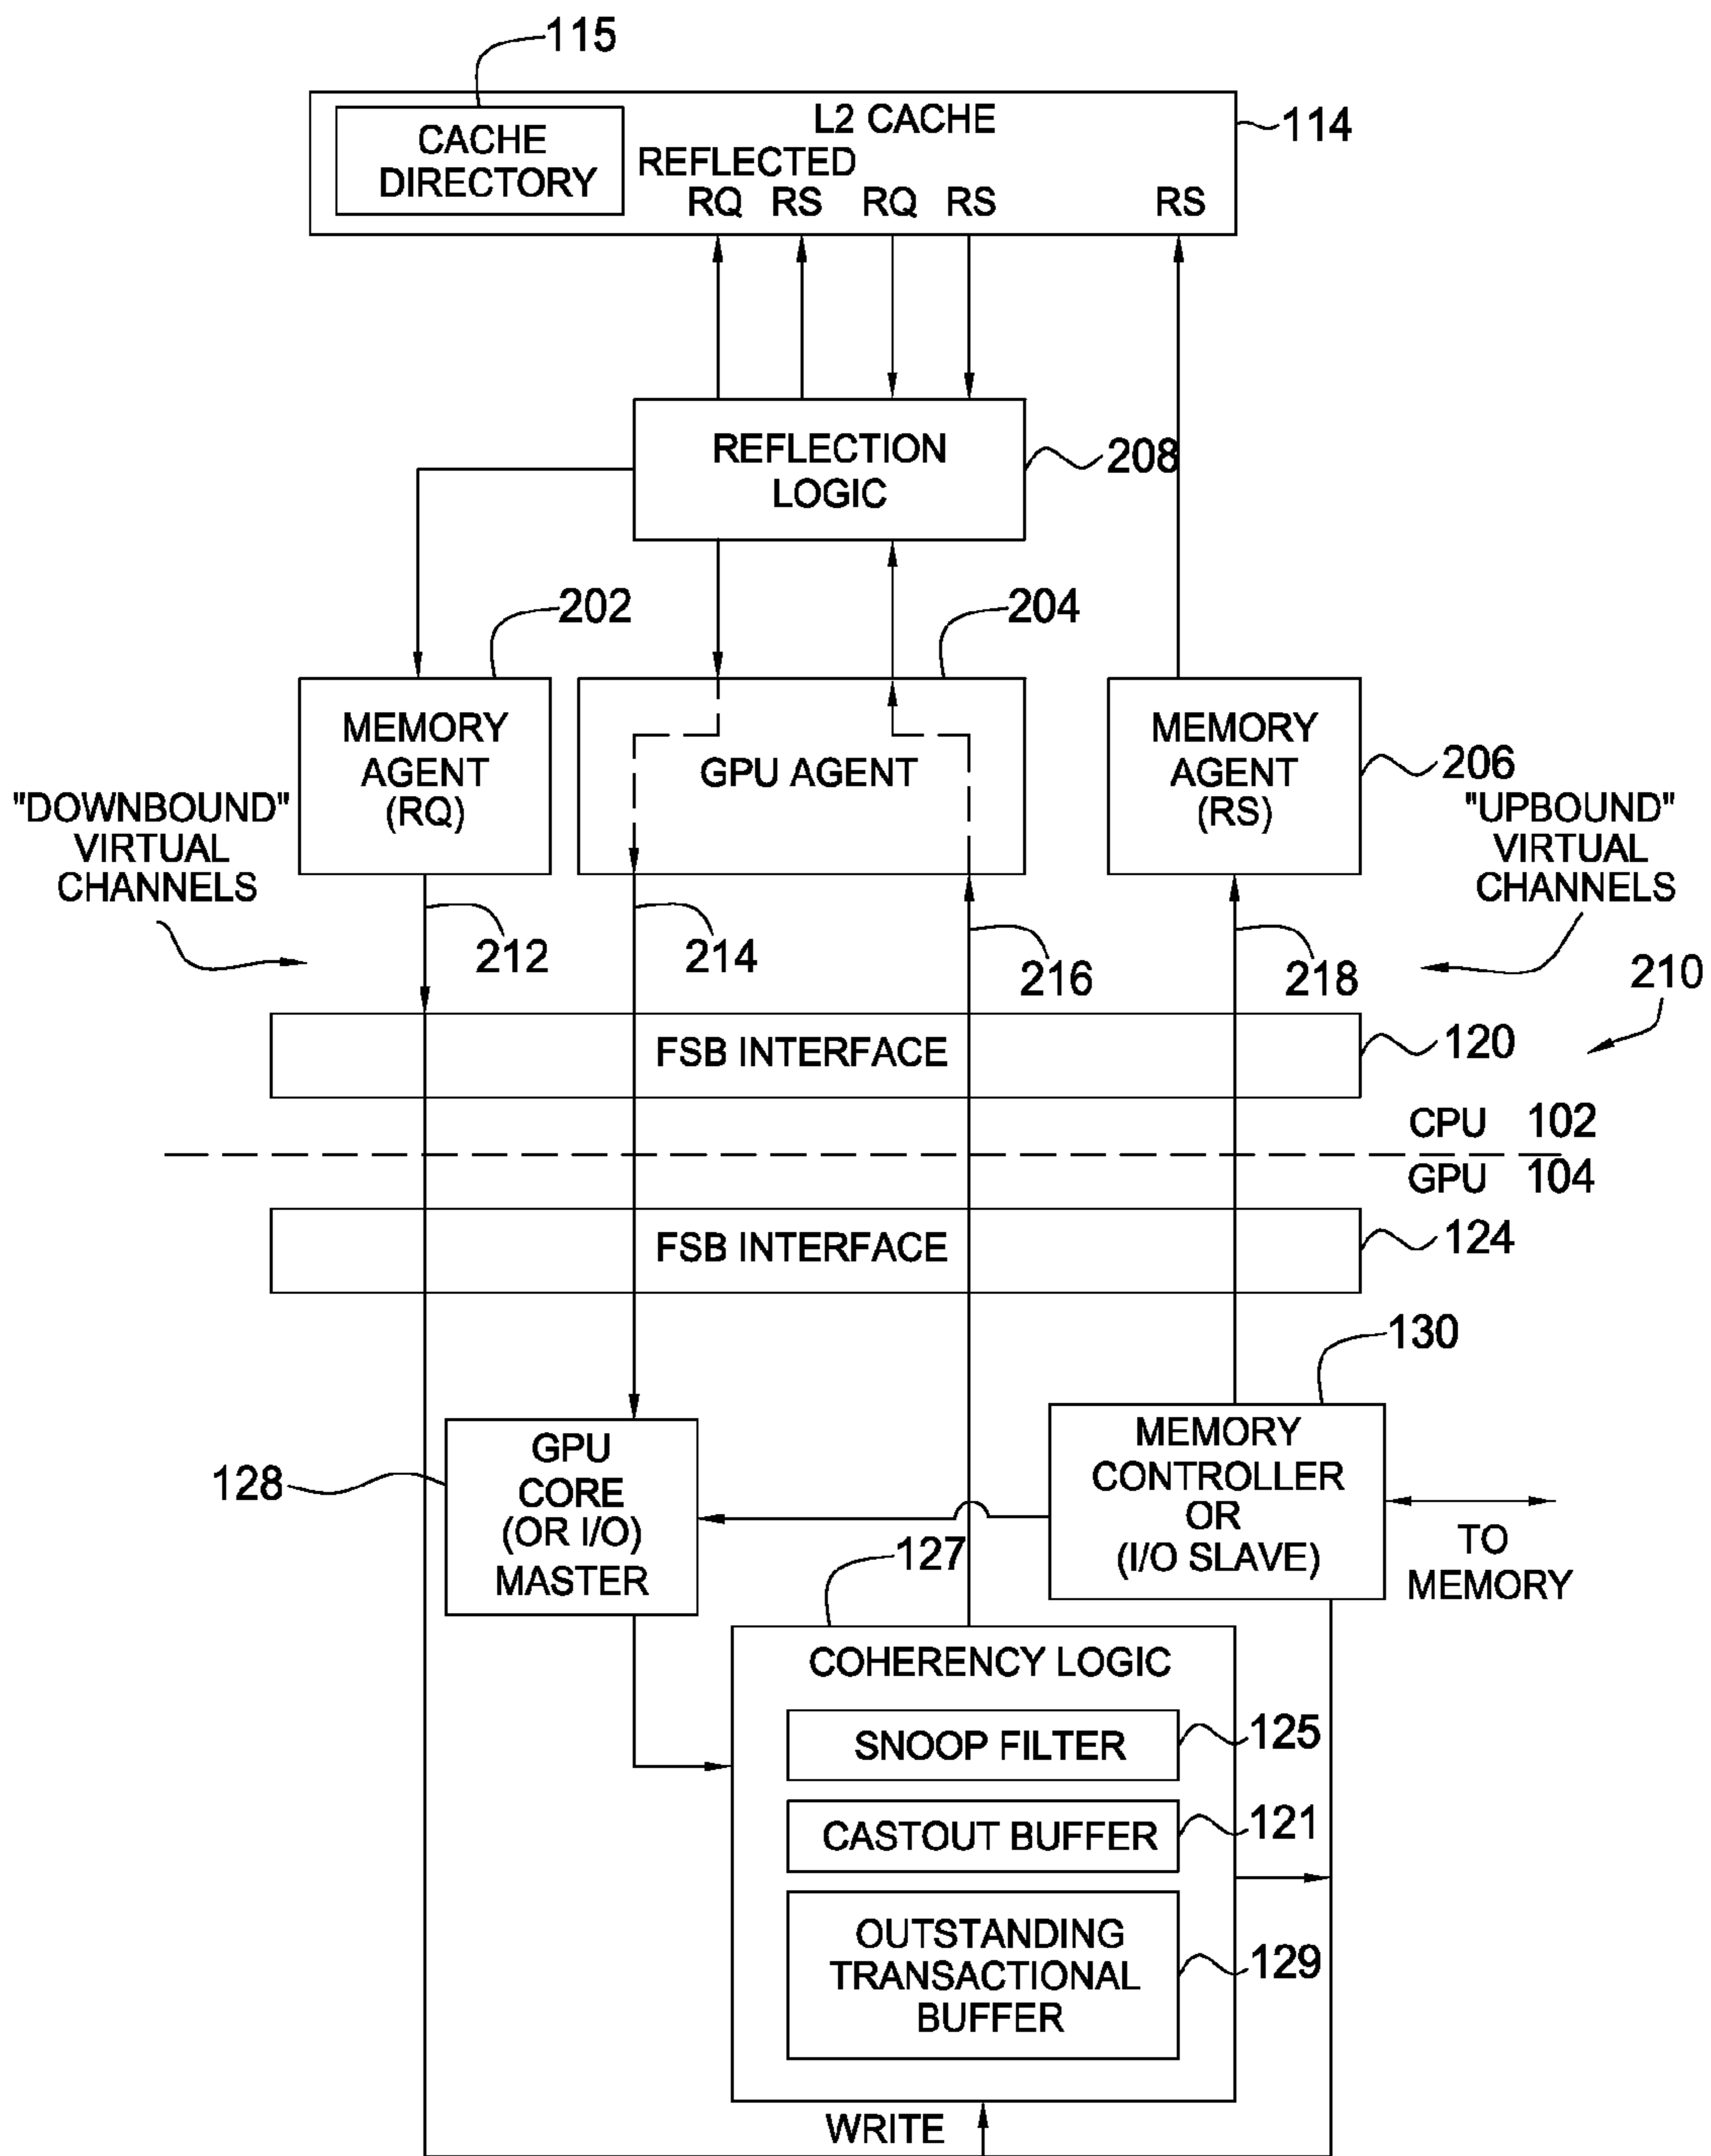 115
L2 CACHE
114
CACHE
DIRECTORY
REFLECTED
RQ RS RQ RS RS
REFLECTION
LOGIC
208
202
204
MEMORY
AGENT
(RQ)
GPU AGENT
MEMORY
AGENT
(RS)
206
"DOWNBOUND"
VIRTUAL
CHANNELS
"UPBOUND"
VIRTUAL
CHANNELS
212
214
216
218
210
FSB INTERFACE
120
CPU 102
GPU 104
FSB INTERFACE
124
130
GPU
CORE
(OR I/O)
MASTER
128
MEMORY
CONTROLLER
OR
(I/O SLAVE)
TO
MEMORY
127
COHERENCY LOGIC
SNOOP FILTER
125
CASTOUT BUFFER
121
OUTSTANDING
TRANSACTIONAL
BUFFER
129
WRITE